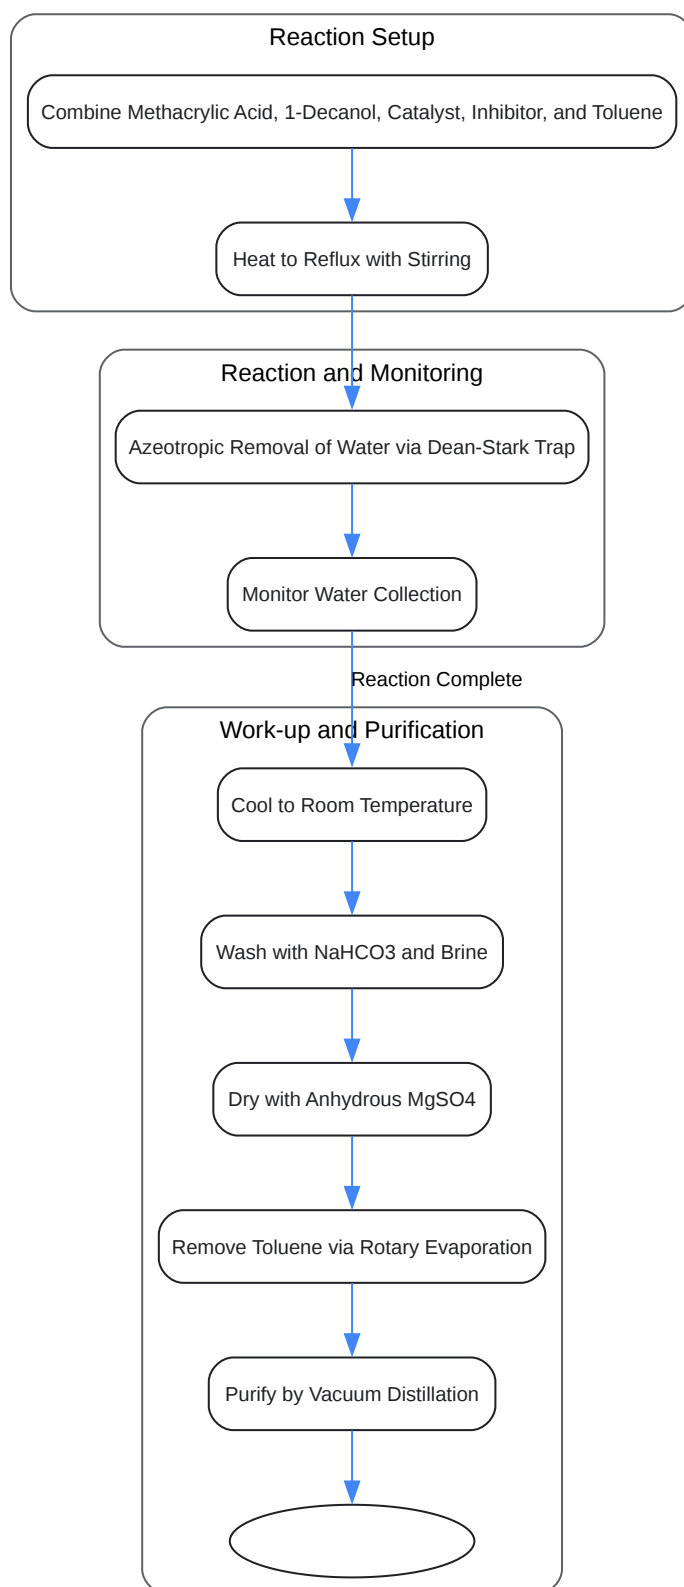 Reaction Setup
Combine Methacrylic Acid, 1-Decanol, Catalyst, Inhibitor, and Toluene
Heat to Reflux with Stirring
Reaction and Monitoring
Azeotropic Removal of Water via Dean-Stark Trap
Monitor Water Collection
Reaction Complete
Work-up and Purification
Cool to Room Temperature
Wash with NaHCO3 and Brine
Dry with Anhydrous MgSO4
Remove Toluene via Rotary Evaporation
Purify by Vacuum Distillation